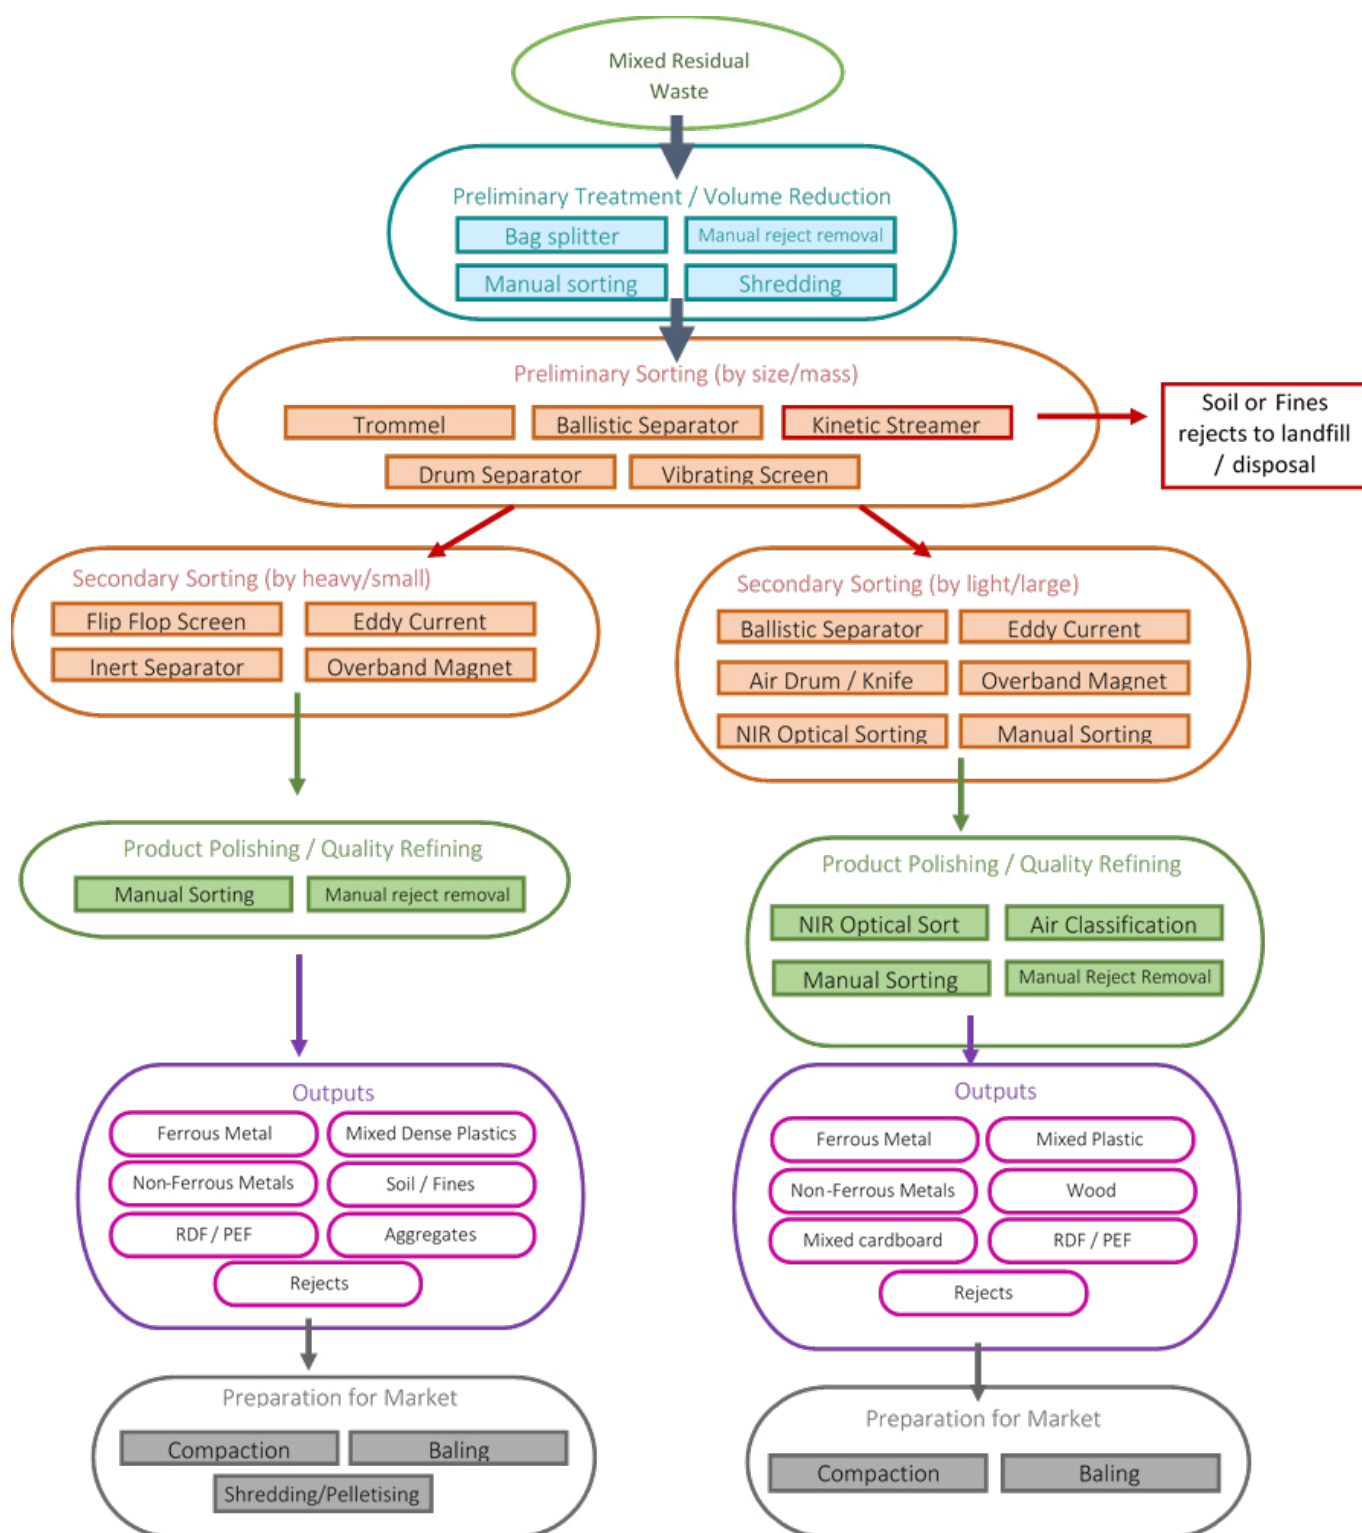 Mixed Residual
Waste
Preliminary Treatment / Volume Reduction
Bag splitter
Manual reject removal
Manual sorting
Shredding
Preliminary Sorting (by size/mass)
Trommel
Ballistic Separator
Kinetic Streamer
Drum Separator
Vibrating Screen
Soil or Fines
rejects to landfill
/ disposal
Secondary Sorting (by heavy/small)
Flip Flop Screen
Eddy Current
Inert Separator
Overband Magnet
Secondary Sorting (by light/large)
Ballistic Separator
Eddy Current
Air Drum / Knife
Overband Magnet
NIR Optical Sorting
Manual Sorting
Product Polishing / Quality Refining
Manual Sorting
Manual reject removal
Product Polishing / Quality Refining
NIR Optical Sort
Air Classification
Manual Sorting
Manual Reject Removal
Outputs
Ferrous Metal
Mixed Dense Plastics
Non-Ferrous Metals
Soil / Fines
RDF / PEF
Aggregates
Rejects
Outputs
Ferrous Metal
Mixed Plastic
Non-Ferrous Metals
Wood
Mixed cardboard
RDF / PEF
Rejects
Preparation for Market
Compaction
Baling
Shredding/Pelletising
Preparation for Market
Compaction
Baling